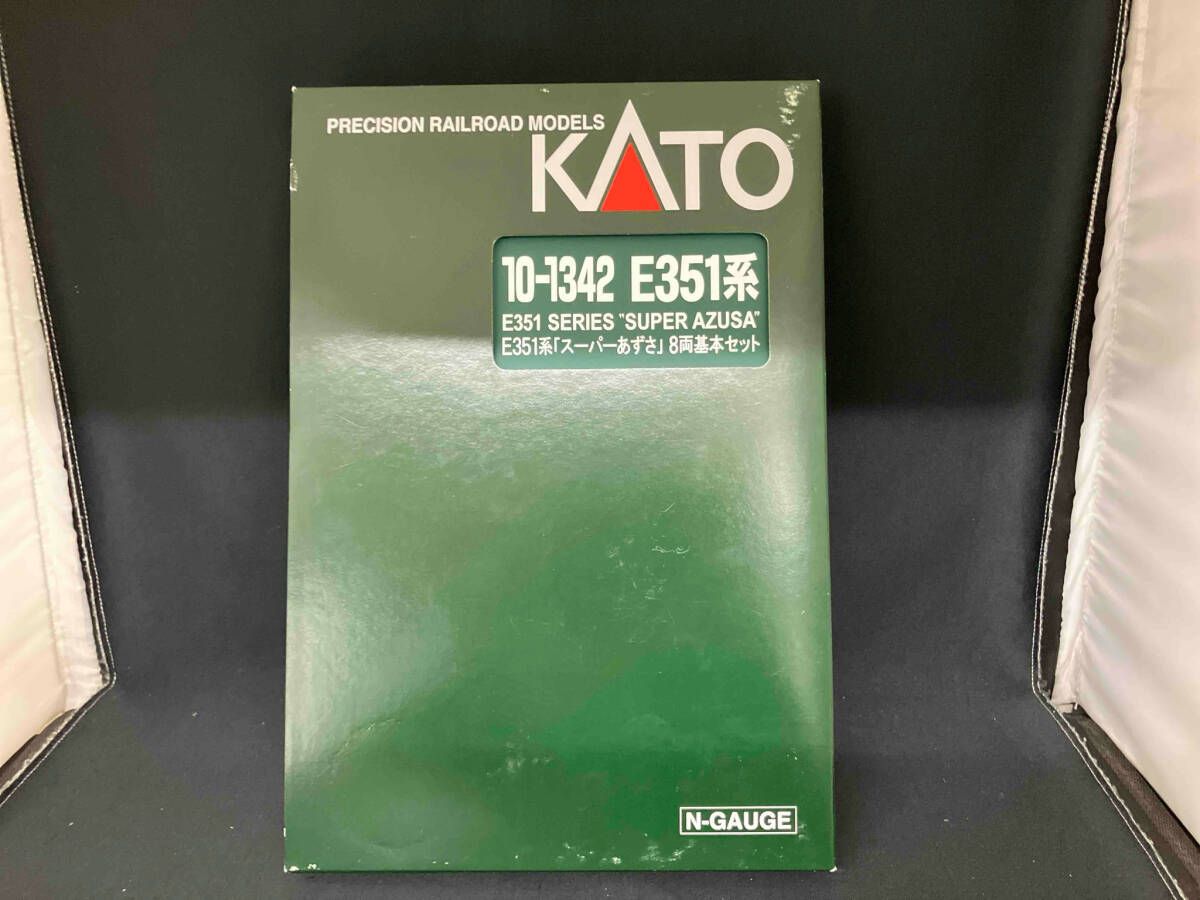 PRECISION RAILROAD MODELS
KATO
10-1342 E351系
E351 SERIES "SUPER AZUSA"
E351系「スーパーあずさ」8両基本セット
N-GAUGE